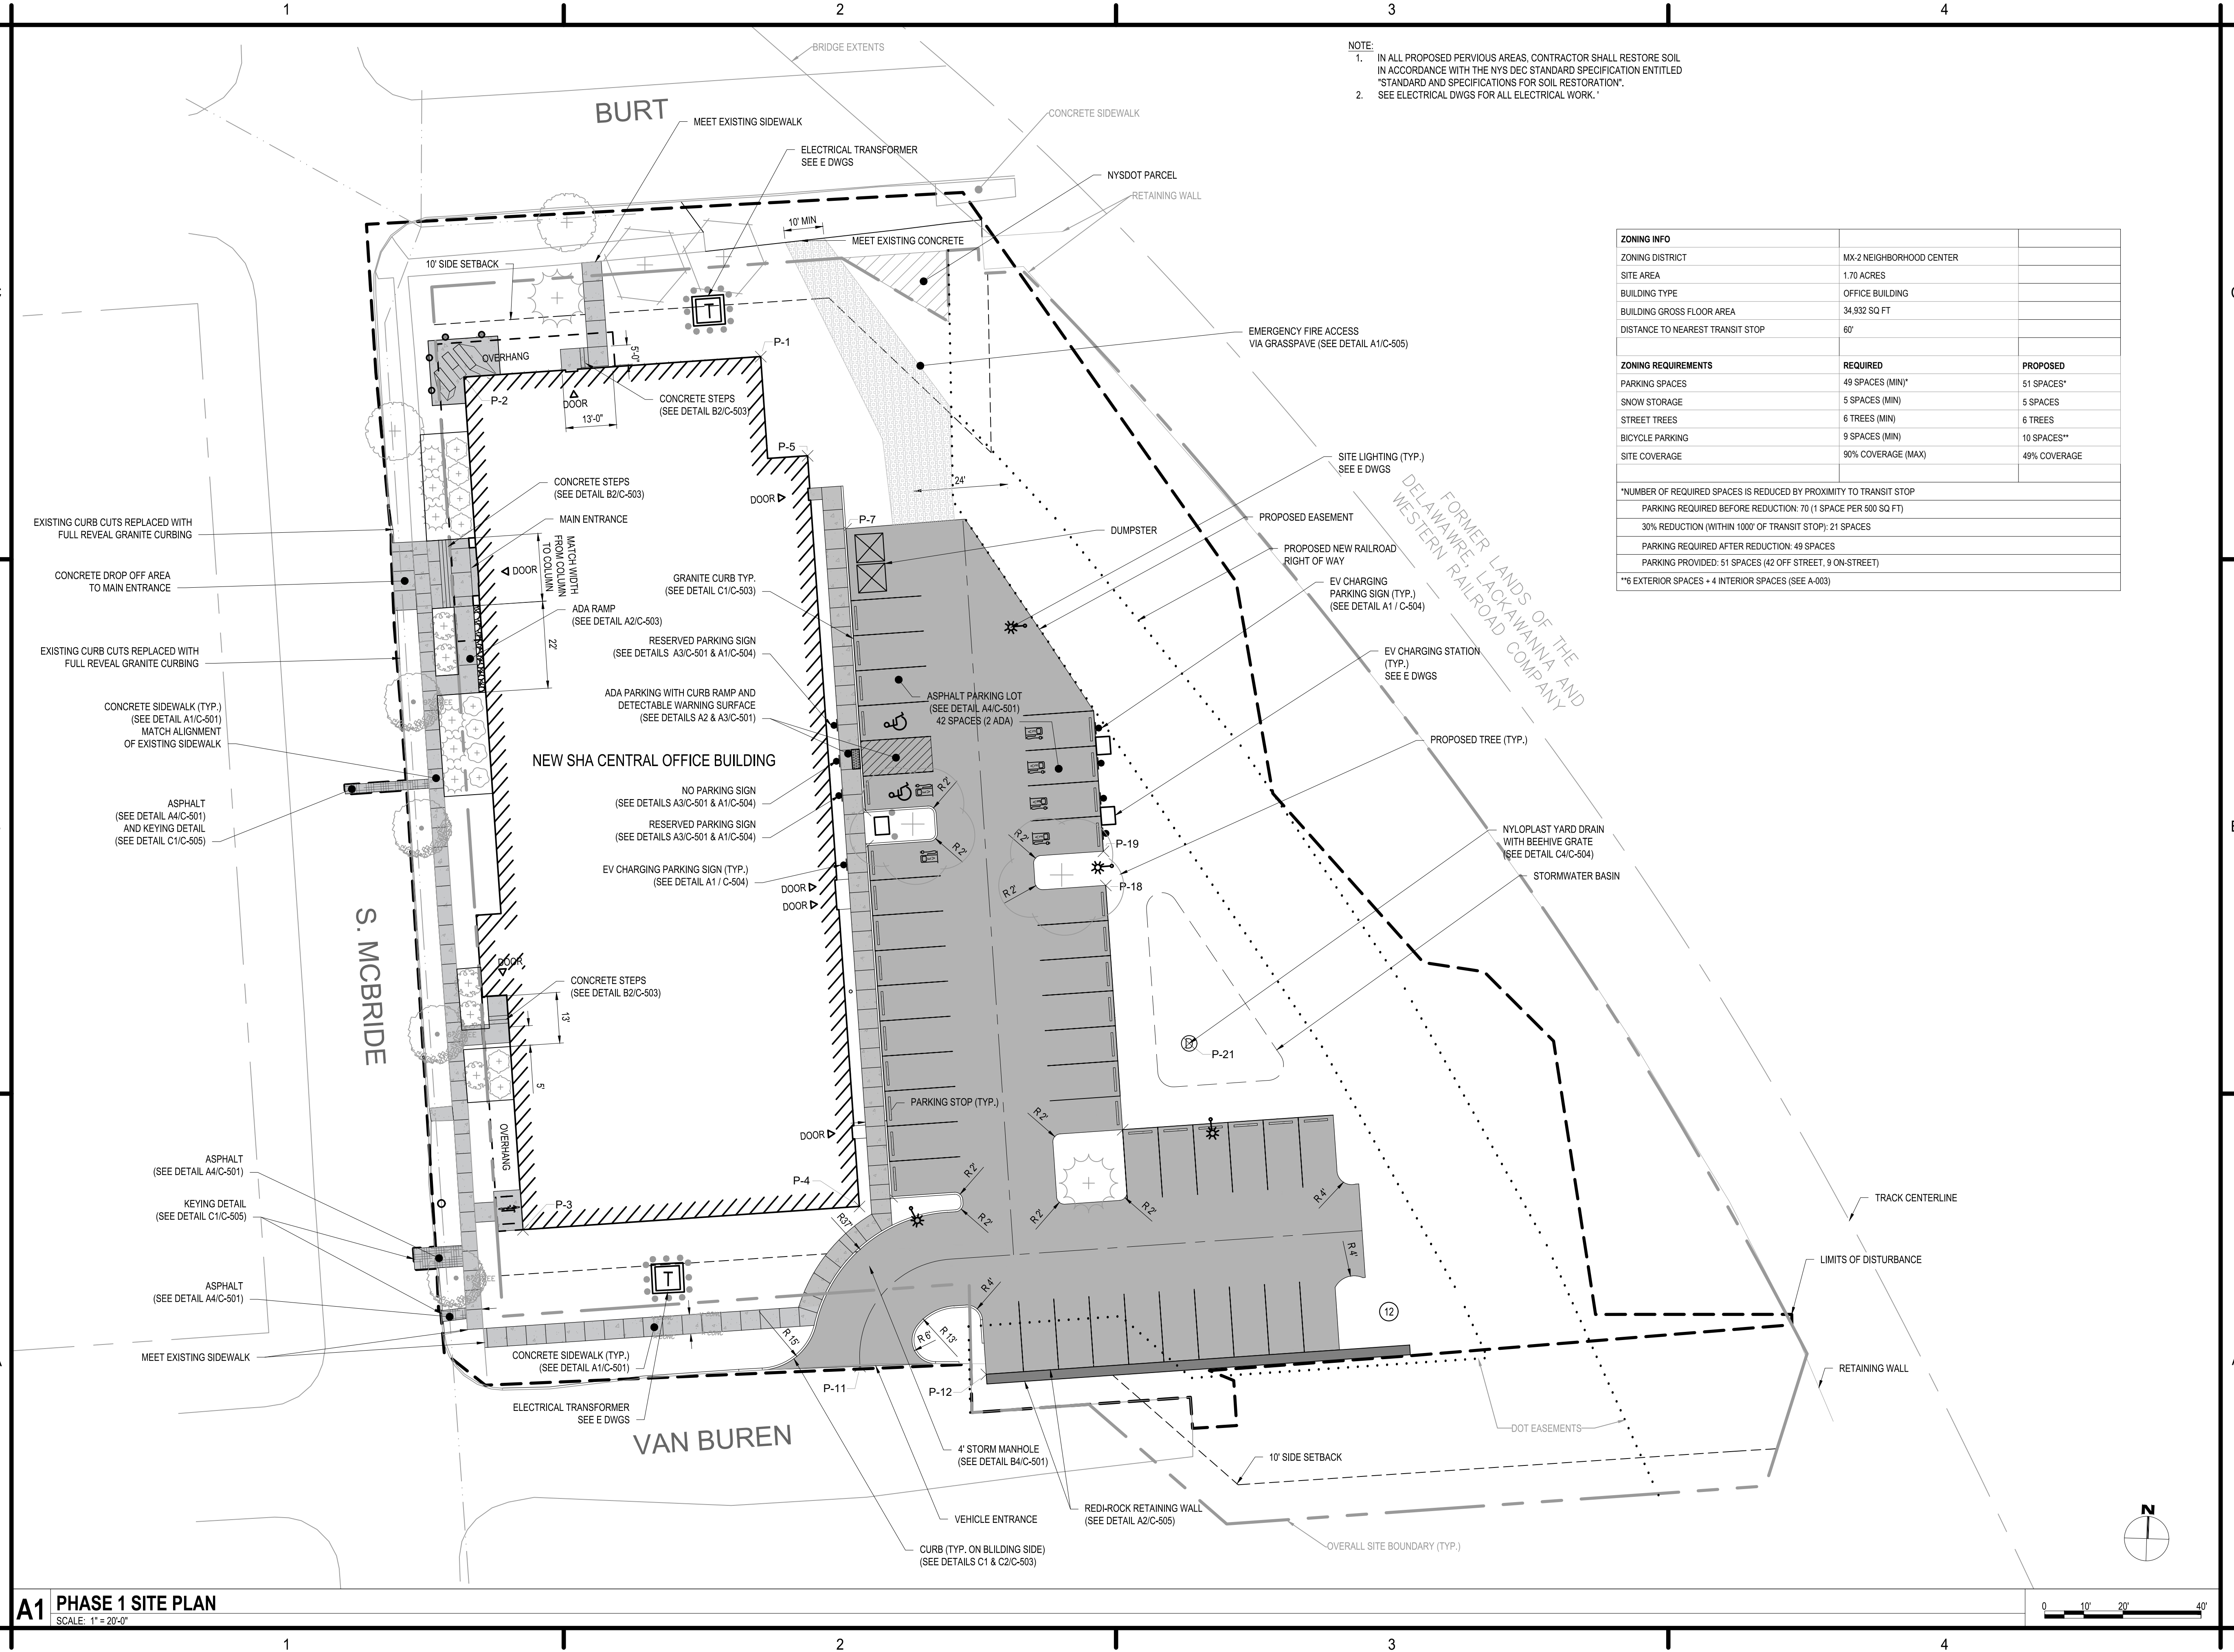 1
2
3
4
BRIDGE EXTENTS
NOTE:
1. IN ALL PROPOSED PERVIOUS AREAS, CONTRACTOR SHALL RESTORE SOIL
IN ACCORDANCE WITH THE NYS DEC STANDARD SPECIFICATION ENTITLED
"STANDARD AND SPECIFICATIONS FOR SOIL RESTORATION".
2. SEE ELECTRICAL DWGS FOR ALL ELECTRICAL WORK. '
BURT
MEET EXISTING SIDEWALK
CONCRETE SIDEWALK
ELECTRICAL TRANSFORMER
SEE E DWGS
NYSDOT PARCEL
RETAINING WALL
10' MIN
MEET EXISTING CONCRETE
10' SIDE SETBACK
T
EMERGENCY FIRE ACCESS
VIA GRASSPAVE (SEE DETAIL A1/C-505)
ZONING INFO
ZONING DISTRICT MX-2 NEIGHBORHOOD CENTER
SITE AREA 1.70 ACRES
BUILDING TYPE OFFICE BUILDING
BUILDING GROSS FLOOR AREA 34,932 SQ FT
DISTANCE TO NEAREST TRANSIT STOP 60'
ZONING REQUIREMENTS REQUIRED PROPOSED
PARKING SPACES 49 SPACES (MIN)* 51 SPACES*
SNOW STORAGE 5 SPACES (MIN) 5 SPACES
STREET TREES 6 TREES (MIN) 6 TREES
BICYCLE PARKING 9 SPACES (MIN) 10 SPACES**
SITE COVERAGE 90% COVERAGE (MAX) 49% COVERAGE
*NUMBER OF REQUIRED SPACES IS REDUCED BY PROXIMITY TO TRANSIT STOP
PARKING REQUIRED BEFORE REDUCTION: 70 (1 SPACE PER 500 SQ FT)
30% REDUCTION (WITHIN 1000' OF TRANSIT STOP): 21 SPACES
PARKING REQUIRED AFTER REDUCTION: 49 SPACES
PARKING PROVIDED: 51 SPACES (42 OFF STREET, 9 ON-STREET)
**6 EXTERIOR SPACES + 4 INTERIOR SPACES (SEE A-003)
OVERHANG
5'-0"
P-1
P-2
DOOR
13'-0"
CONCRETE STEPS
(SEE DETAIL B2/C-503)
P-5
SITE LIGHTING (TYP.)
SEE E DWGS
CONCRETE STEPS
(SEE DETAIL B2/C-503)
DOOR
24'
MAIN ENTRANCE
P-7
DUMPSTER
PROPOSED EASEMENT
EXISTING CURB CUTS REPLACED WITH
FULL REVEAL GRANITE CURBING
MATCH WIDTH
FROM COLUMN
TO COLUMN
DOOR
PROPOSED NEW RAILROAD
RIGHT OF WAY
FORMER LANDS OF THE
DELAWAWRE, LACKAWANNA AND
WESTERN RAILROAD COMPANY
CONCRETE DROP OFF AREA
TO MAIN ENTRANCE
GRANITE CURB TYP.
(SEE DETAIL C1/C-503)
EV CHARGING
PARKING SIGN (TYP.)
(SEE DETAIL A1 / C-504)
ADA RAMP
(SEE DETAIL A2/C-503)
22'
RESERVED PARKING SIGN
(SEE DETAILS A3/C-501 & A1/C-504)
EXISTING CURB CUTS REPLACED WITH
FULL REVEAL GRANITE CURBING
EV CHARGING STATION
(TYP.)
SEE E DWGS
ADA PARKING WITH CURB RAMP AND
DETECTABLE WARNING SURFACE
(SEE DETAILS A2 & A3/C-501)
ASPHALT PARKING LOT
(SEE DETAIL A4/C-501)
42 SPACES (2 ADA)
CONCRETE SIDEWALK (TYP.)
(SEE DETAIL A1/C-501)
MATCH ALIGNMENT
OF EXISTING SIDEWALK
PROPOSED TREE (TYP.)
NEW SHA CENTRAL OFFICE BUILDING
NO PARKING SIGN
(SEE DETAILS A3/C-501 & A1/C-504)
R 2'
ASPHALT
(SEE DETAIL A4/C-501)
AND KEYING DETAIL
(SEE DETAIL C1/C-505)
RESERVED PARKING SIGN
(SEE DETAILS A3/C-501 & A1/C-504)
R 2'
R 2'
P-19
NYLOPLAST YARD DRAIN
WITH BEEHIVE GRATE
(SEE DETAIL C4/C-504)
EV CHARGING PARKING SIGN (TYP.)
(SEE DETAIL A1 / C-504)
R 2'
P-18
STORMWATER BASIN
DOOR
DOOR
S. MCBRIDE
DOOR
CONCRETE STEPS
(SEE DETAIL B2/C-503)
13'
D
P-21
5'
PARKING STOP (TYP.)
R 2'
OVERHANG
DOOR
ASPHALT
(SEE DETAIL A4/C-501)
P-4
R 2'
R 4'
KEYING DETAIL
(SEE DETAIL C1/C-505)
P-3
R37'
R 2'
R 2'
R 2'
TRACK CENTERLINE
R 4'
LIMITS OF DISTURBANCE
ASPHALT
(SEE DETAIL A4/C-501)
T
R 4'
12
R 15'
R 6'
R 13'
MEET EXISTING SIDEWALK
CONCRETE SIDEWALK (TYP.)
(SEE DETAIL A1/C-501)
RETAINING WALL
P-11
P-12
ELECTRICAL TRANSFORMER
SEE E DWGS
VAN BUREN
DOT EASEMENTS
4' STORM MANHOLE
(SEE DETAIL B4/C-501)
10' SIDE SETBACK
REDI-ROCK RETAINING WALL
(SEE DETAIL A2/C-505)
VEHICLE ENTRANCE
N
CURB (TYP. ON BLILDING SIDE)
(SEE DETAILS C1 & C2/C-503)
OVERALL SITE BOUNDARY (TYP.)
A1 PHASE 1 SITE PLAN
SCALE: 1" = 20'-0"
0 10' 20' 40'
1
2
3
4